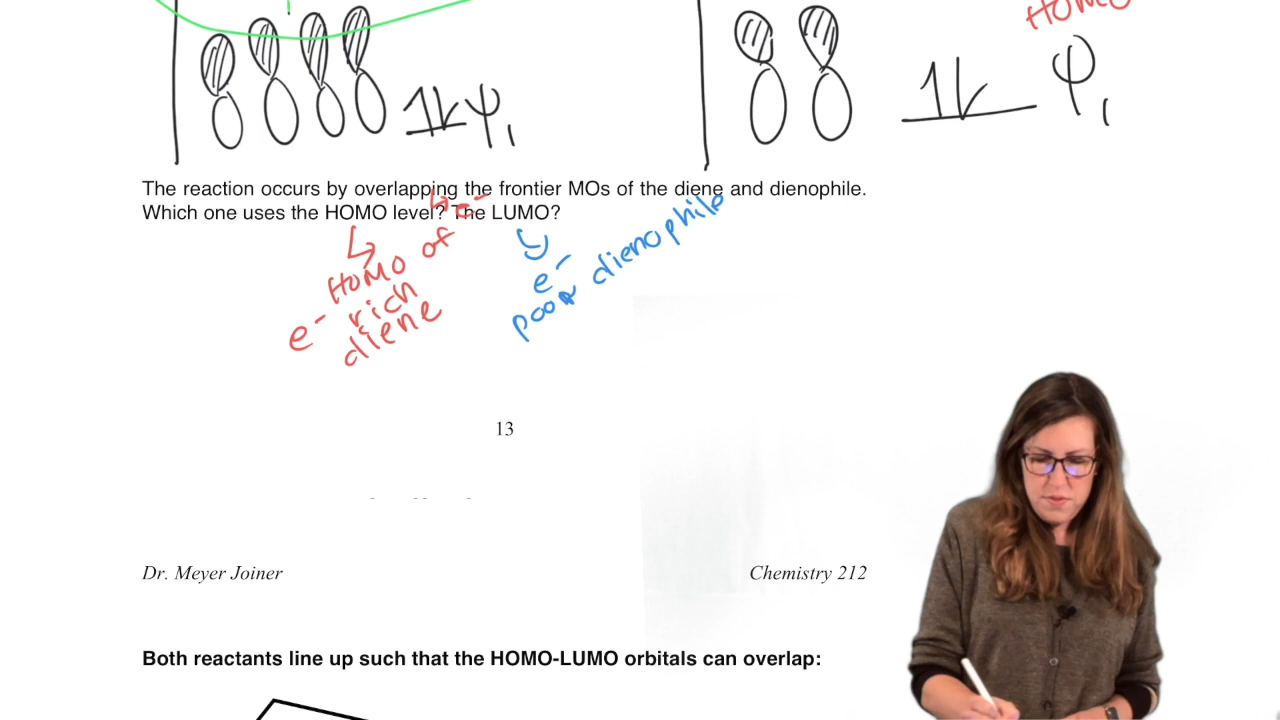 HOMO
1k ψ1
1k ψ1
The reaction occurs by overlapping the frontier MOs of the diene and dienophile.
Which one uses the HOMO level? The LUMO?
↳ e-
↳
HOMO of
e- rich
diene
e-
poor dienophile
13
Dr. Meyer Joiner
Chemistry 212
Both reactants line up such that the HOMO-LUMO orbitals can overlap: